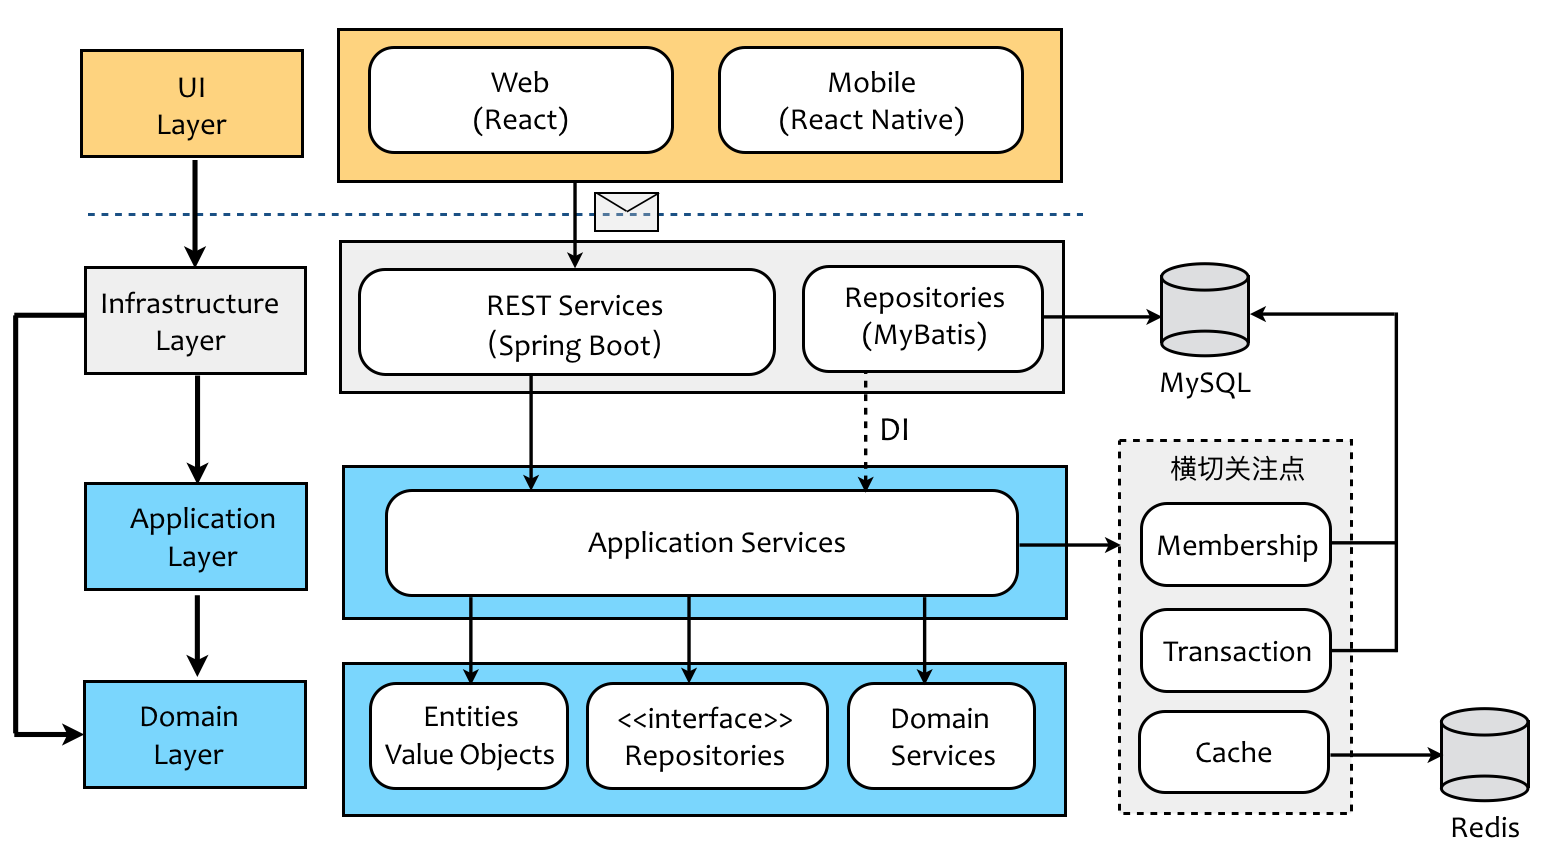 UI
Layer
Web
(React)
Mobile
(React Native)
Infrastructure
Layer
REST Services
(Spring Boot)
Repositories
(MyBatis)
MySQL
DI
Application
Layer
Application Services
横切关注点
Membership
Transaction
Cache
Domain
Layer
Entities
Value Objects
<<interface>>
Repositories
Domain
Services
Redis